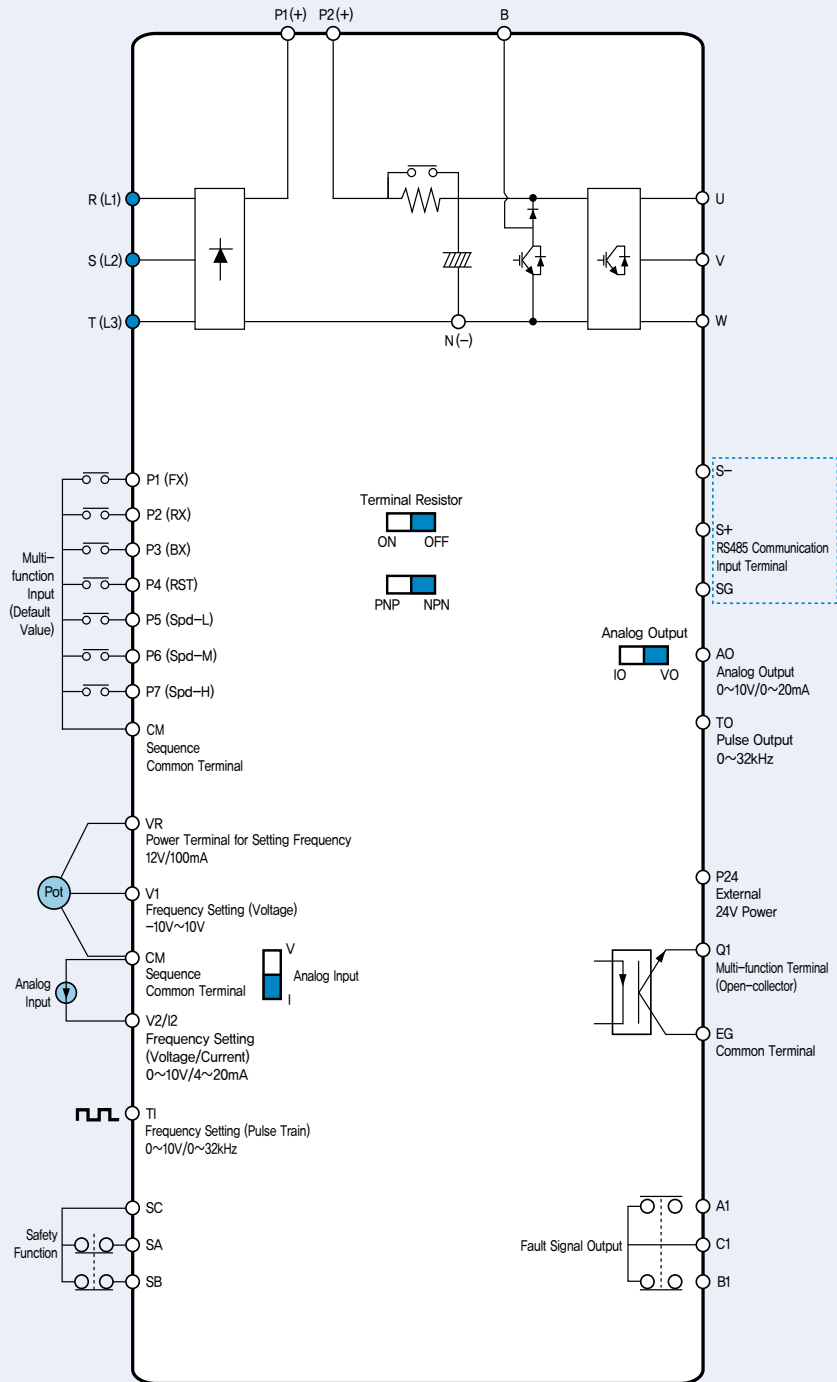 P1(+)
P2(+)
B
R (L1)
S (L2)
T (L3)
U
V
W
N(−)
Multi−
function
Input
(Default
Value)
P1 (FX)
P2 (RX)
P3 (BX)
P4 (RST)
P5 (Spd−L)
P6 (Spd−M)
P7 (Spd−H)
CM
Sequence
Common Terminal
Terminal Resistor
ON OFF
PNP NPN
S−
S+
RS485 Communication
Input Terminal
SG
Analog Output
IO VO
AO
Analog Output
0~10V/0~20mA
TO
Pulse Output
0~32kHz
Pot
VR
Power Terminal for Setting Frequency
12V/100mA
V1
Frequency Setting (Voltage)
−10V~10V
CM
Sequence
Common Terminal
V
Analog Input
I
Analog
Input
V2/I2
Frequency Setting
(Voltage/Current)
0~10V/4~20mA
TI
Frequency Setting (Pulse Train)
0~10V/0~32kHz
P24
External
24V Power
Q1
Multi-function Terminal
(Open-collector)
EG
Common Terminal
Safety
Function
SC
SA
SB
Fault Signal Output
A1
C1
B1